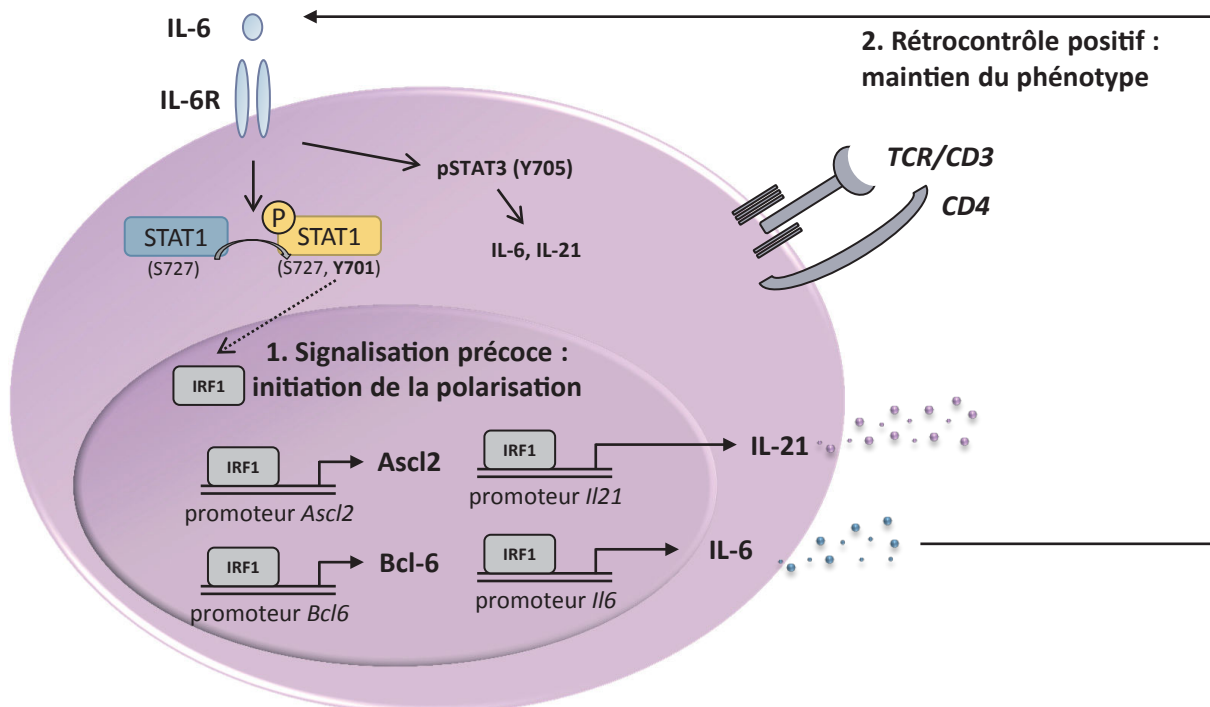 IL-6
2. Rétrocontrôle positif :
maintien du phénotype
IL-6R
TCR/CD3
CD4
pSTAT3 (Y705)
P
STAT1
STAT1
IL-6, IL-21
(S727)
(S727, Y701)
1. Signalisation précoce :
initiation de la polarisation
IRF1
IRF1
Ascl2
promoteur Ascl2
IRF1
IL-21
promoteur Il21
IRF1
Bcl-6
promoteur Bcl6
IRF1
IL-6
promoteur Il6